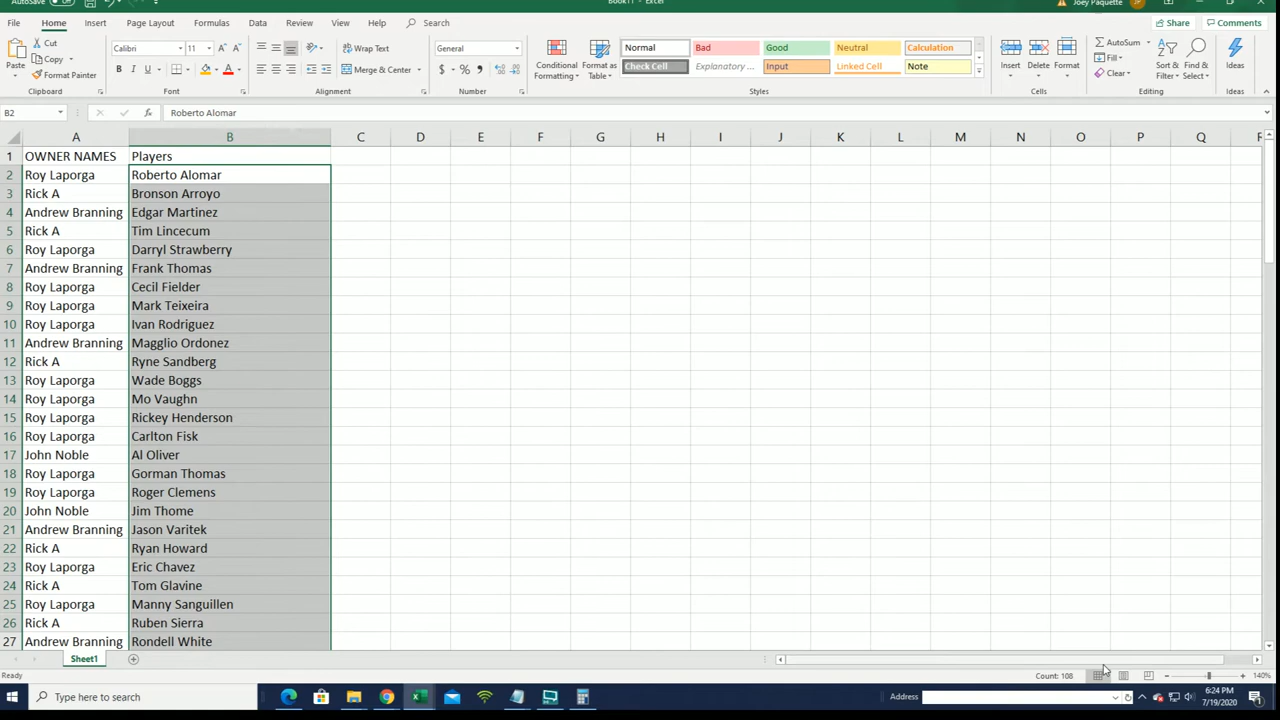 AutoSave Off Book11 - Excel Joey Paquette JP
File Home Insert Page Layout Formulas Data Review View Help Search Share Comments
Paste Cut Copy Format Painter Clipboard
Calibri 11 B I U A A Font
Wrap Text Merge & Center Alignment
General $ % Number
Conditional Formatting Format as Table
Normal Bad Good Neutral Calculation
Check Cell Explanatory ... Input Linked Cell Note
Styles
Insert Delete Format Cells
AutoSum Fill Clear Sort & Filter Find & Select Editing
Ideas Ideas
B2 fx Roberto Alomar
A B C D E F G H I J K L M N O P Q R
1 OWNER NAMES Players
2 Roy Laporga Roberto Alomar
3 Rick A Bronson Arroyo
4 Andrew Branning Edgar Martinez
5 Rick A Tim Lincecum
6 Roy Laporga Darryl Strawberry
7 Andrew Branning Frank Thomas
8 Roy Laporga Cecil Fielder
9 Roy Laporga Mark Teixeira
10 Roy Laporga Ivan Rodriguez
11 Andrew Branning Magglio Ordonez
12 Rick A Ryne Sandberg
13 Roy Laporga Wade Boggs
14 Roy Laporga Mo Vaughn
15 Roy Laporga Rickey Henderson
16 Roy Laporga Carlton Fisk
17 John Noble Al Oliver
18 Roy Laporga Gorman Thomas
19 Roy Laporga Roger Clemens
20 John Noble Jim Thome
21 Andrew Branning Jason Varitek
22 Rick A Ryan Howard
23 Roy Laporga Eric Chavez
24 Rick A Tom Glavine
25 Roy Laporga Manny Sanguillen
26 Rick A Ruben Sierra
27 Andrew Branning Rondell White
Sheet1
Ready Count: 108 140%
Type here to search Address 6:24 PM
7/19/2020